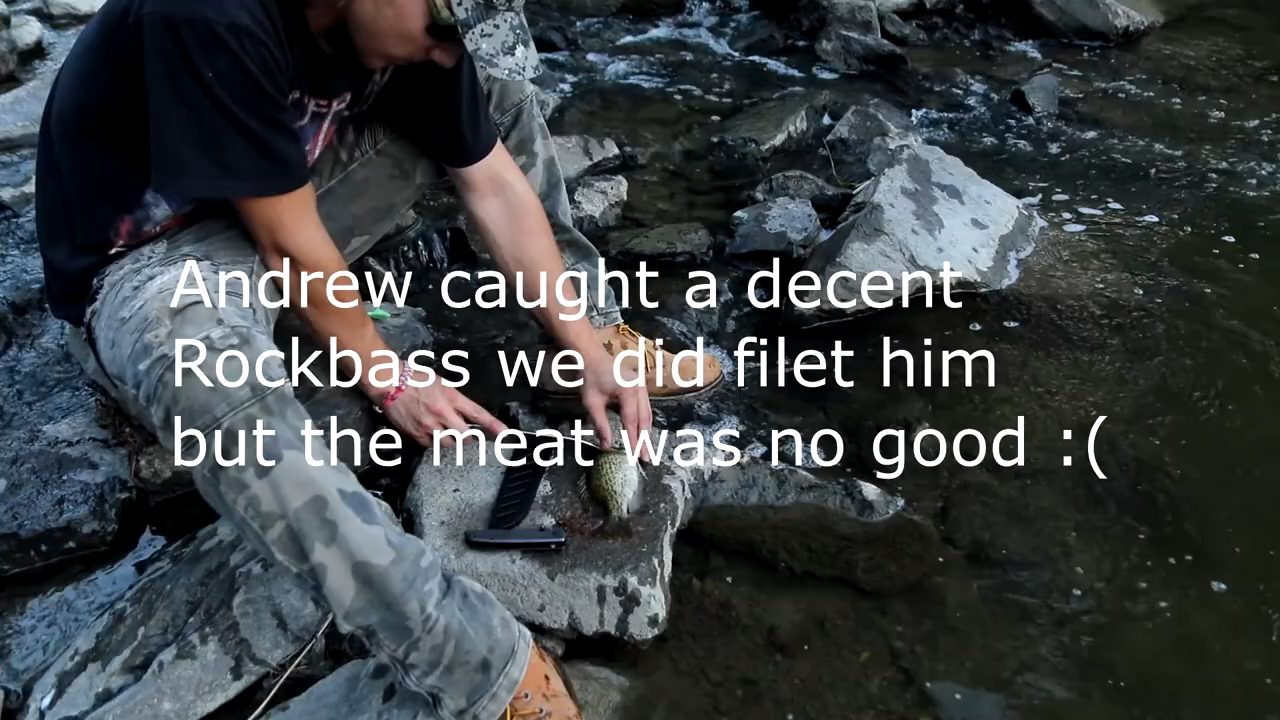 Andrew caught a decent
Rockbass we did filet him
but the meat was no good :(